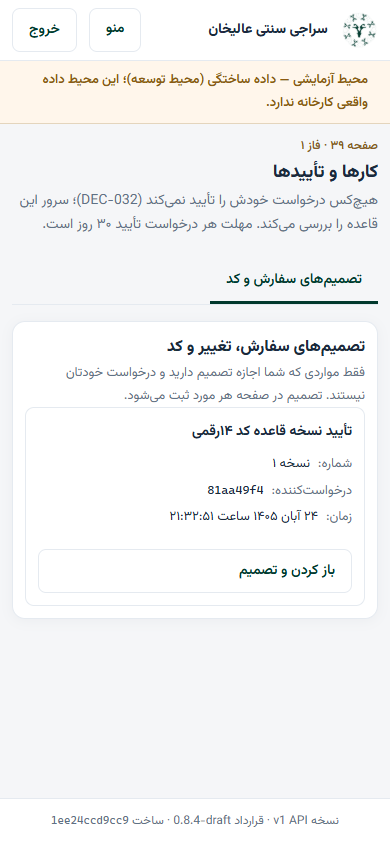 سراجی سنتی عالیخان
منو
خروج
محیط آزمایشی — داده ساختگی (محیط توسعه)؛ این محیط داده
واقعی کارخانه ندارد.
صفحه ۳۹ · فاز ۱
کارها و تأییدها
هیچ‌کس درخواست خودش را تأیید نمی‌کند (DEC-032)؛ سرور این
قاعده را بررسی می‌کند. مهلت هر درخواست تأیید ۳۰ روز است.
تصمیم‌های سفارش و کد
تصمیم‌های سفارش، تغییر و کد
فقط مواردی که شما اجازه تصمیم دارید و درخواست خودتان
نیستند. تصمیم در صفحه هر مورد ثبت می‌شود.
تأیید نسخه قاعده کد ۱۴رقمی
شماره: نسخه ۱
درخواست‌کننده: 81aa49f4
زمان: ۲۴ آبان ۱۴۰۵ ساعت ۲۱:۳۲:۵۱
باز کردن و تصمیم
نسخه v1 API · قرارداد 0.8.4-draft · ساخت 1ee24ccd9cc9